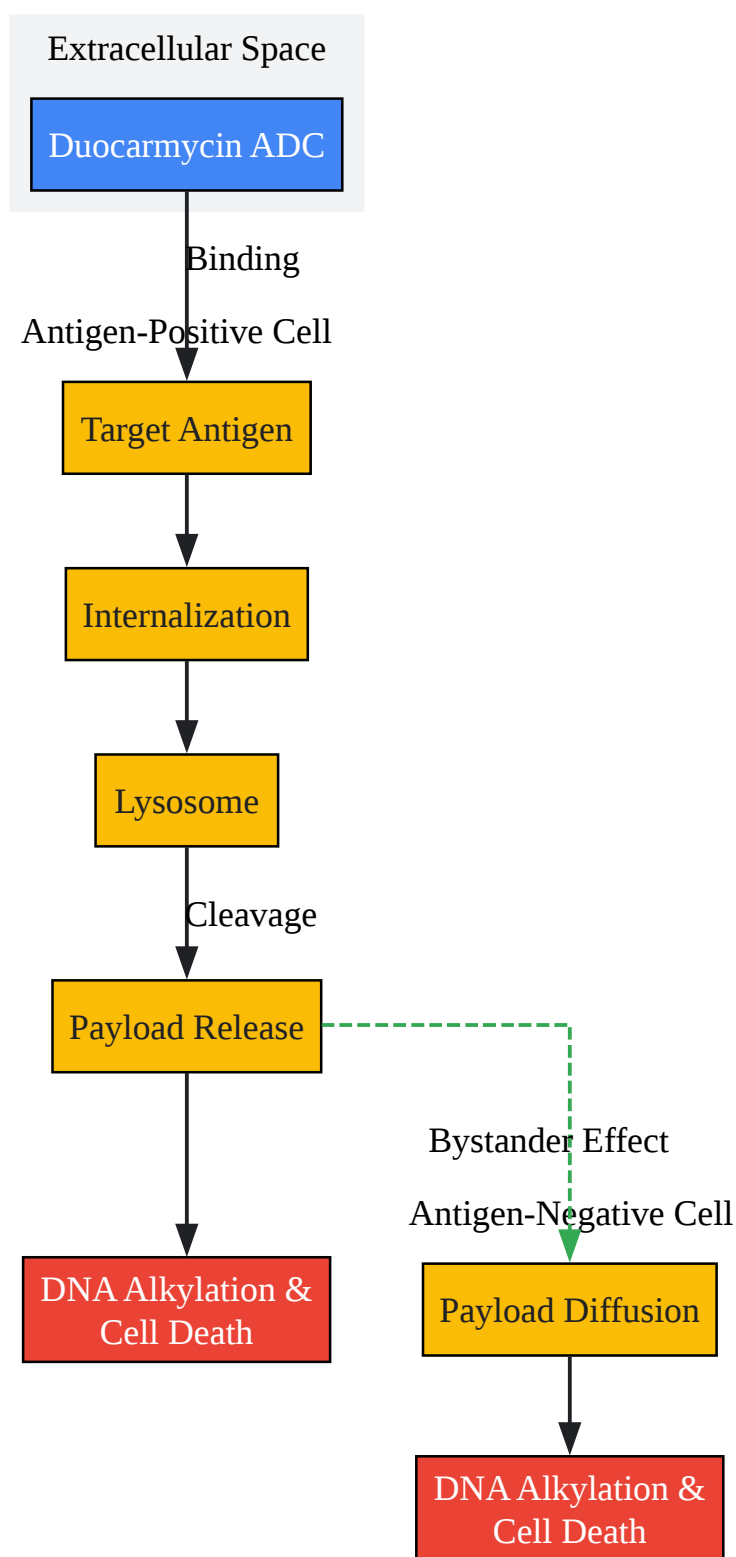 Extracellular Space
Duocarmycin ADC
Binding
Antigen-Positive Cell
Target Antigen
Internalization
Lysosome
Cleavage
Payload Release
Bystander Effect
Antigen-Negative Cell
DNA Alkylation &
Cell Death
Payload Diffusion
DNA Alkylation &
Cell Death